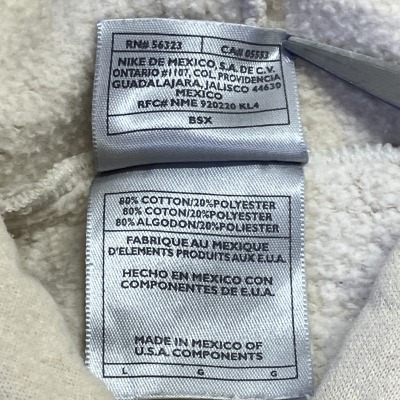 RN# 56323 CA# 05553
NIKE DE MEXICO, S.A. DE C.V.
ONTARIO #1107, COL. PROVIDENCIA
GUADALAJARA, JALISCO 44630
MEXICO
RFC# NME 920220 KL4
BSX
80% COTTON/20% POLYESTER
80% COTON/20% POLYESTER
80% ALGODON/20% POLIESTER
FABRIQUE AU MEXIQUE
D'ELEMENTS PRODUITS AUX E.U.A.
HECHO EN MEXICO CON
COMPONENTES DE E.U.A.
MADE IN MEXICO OF
U.S.A. COMPONENTS
L G G